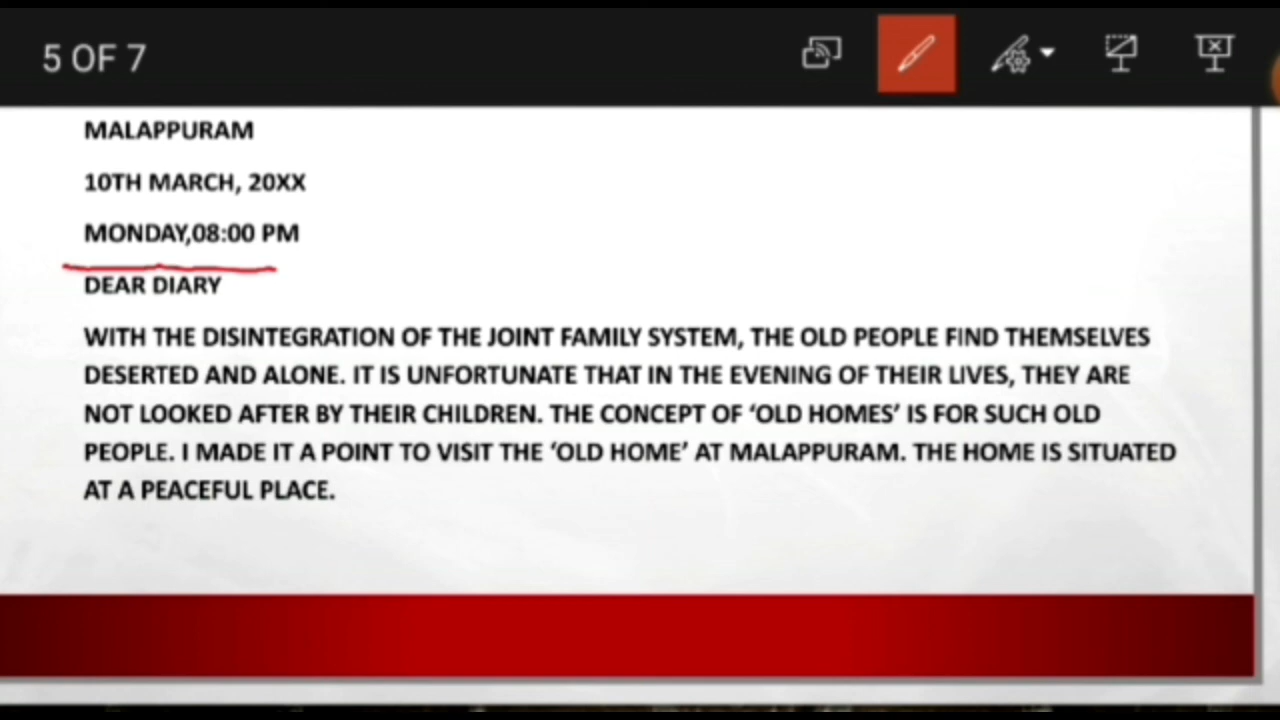 5 OF 7
MALAPPURAM
10TH MARCH, 20XX
MONDAY,08:00 PM
DEAR DIARY
WITH THE DISINTEGRATION OF THE JOINT FAMILY SYSTEM, THE OLD PEOPLE FIND THEMSELVES
DESERTED AND ALONE. IT IS UNFORTUNATE THAT IN THE EVENING OF THEIR LIVES, THEY ARE
NOT LOOKED AFTER BY THEIR CHILDREN. THE CONCEPT OF ‘OLD HOMES’ IS FOR SUCH OLD
PEOPLE. I MADE IT A POINT TO VISIT THE ‘OLD HOME’ AT MALAPPURAM. THE HOME IS SITUATED
AT A PEACEFUL PLACE.